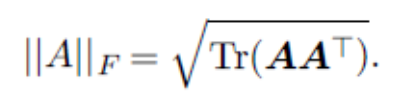 ||A||_F = √Tr(𝑨𝑨^⊤).